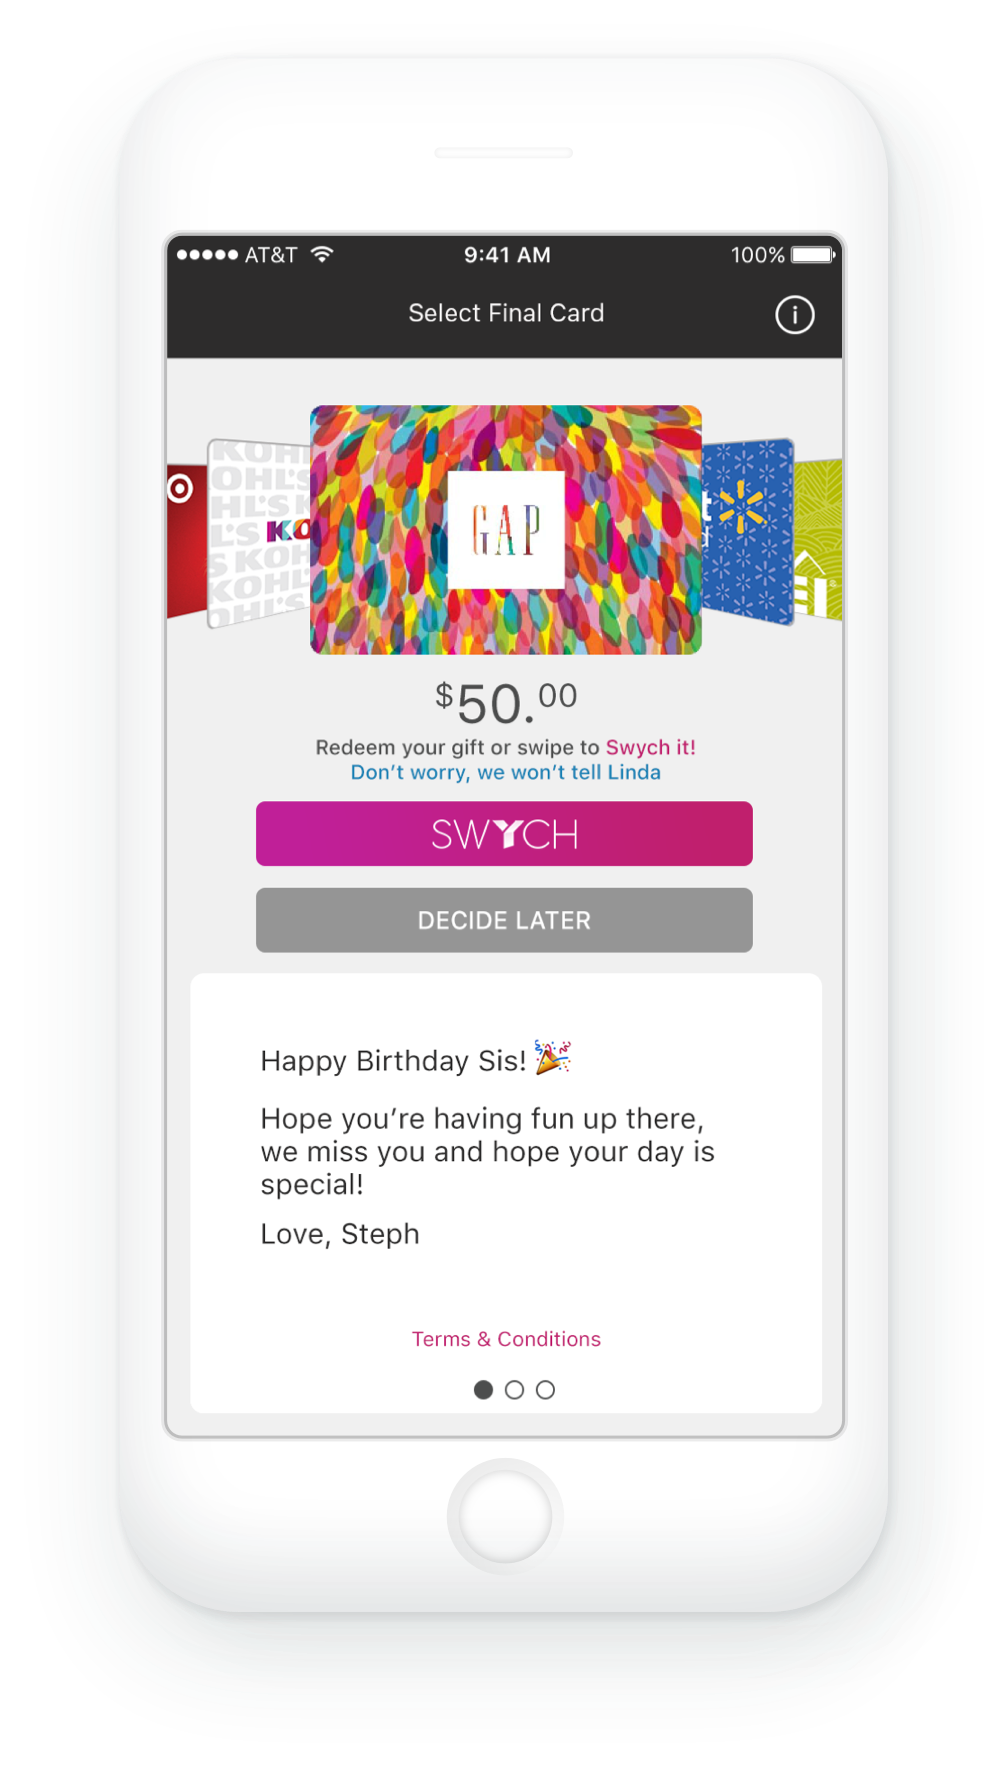 AT&T
9:41 AM
100%
Select Final Card
KOHL'S
GAP
$50.00
Redeem your gift or swipe to Swych it!
Don't worry, we won't tell Linda
SWYCH
DECIDE LATER
Happy Birthday Sis! 🎉
Hope you're having fun up there,
we miss you and hope your day is
special!
Love, Steph
Terms & Conditions